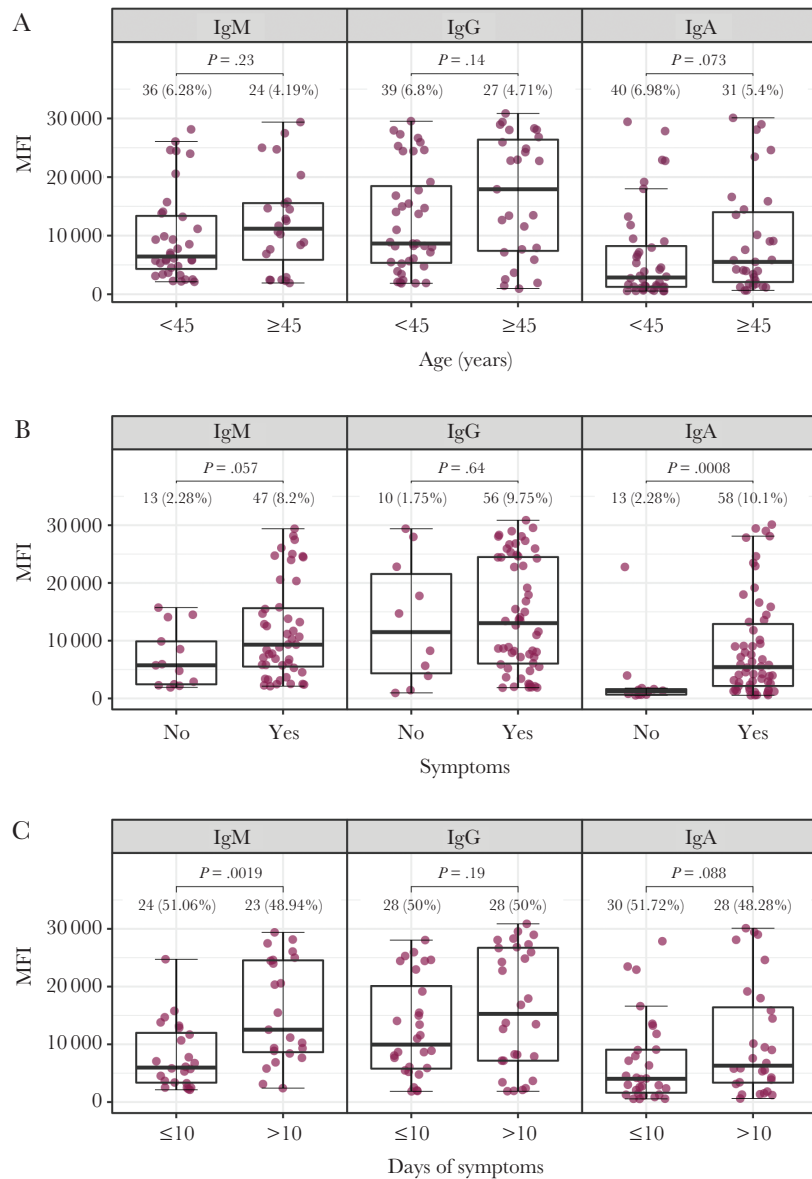 A
IgM IgG IgA
P = .23 P = .14 P = .073
36 (6.28%) 24 (4.19%) 39 (6.8%) 27 (4.71%) 40 (6.98%) 31 (5.4%)
30 000
20 000
10 000
0
MFI
<45 ≥45 <45 ≥45 <45 ≥45
Age (years)
B
IgM IgG IgA
P = .057 P = .64 P = .0008
13 (2.28%) 47 (8.2%) 10 (1.75%) 56 (9.75%) 13 (2.28%) 58 (10.1%)
30 000
20 000
10 000
0
MFI
No Yes No Yes No Yes
Symptoms
C
IgM IgG IgA
P = .0019 P = .19 P = .088
24 (51.06%) 23 (48.94%) 28 (50%) 28 (50%) 30 (51.72%) 28 (48.28%)
30 000
20 000
10 000
0
MFI
≤10 >10 ≤10 >10 ≤10 >10
Days of symptoms